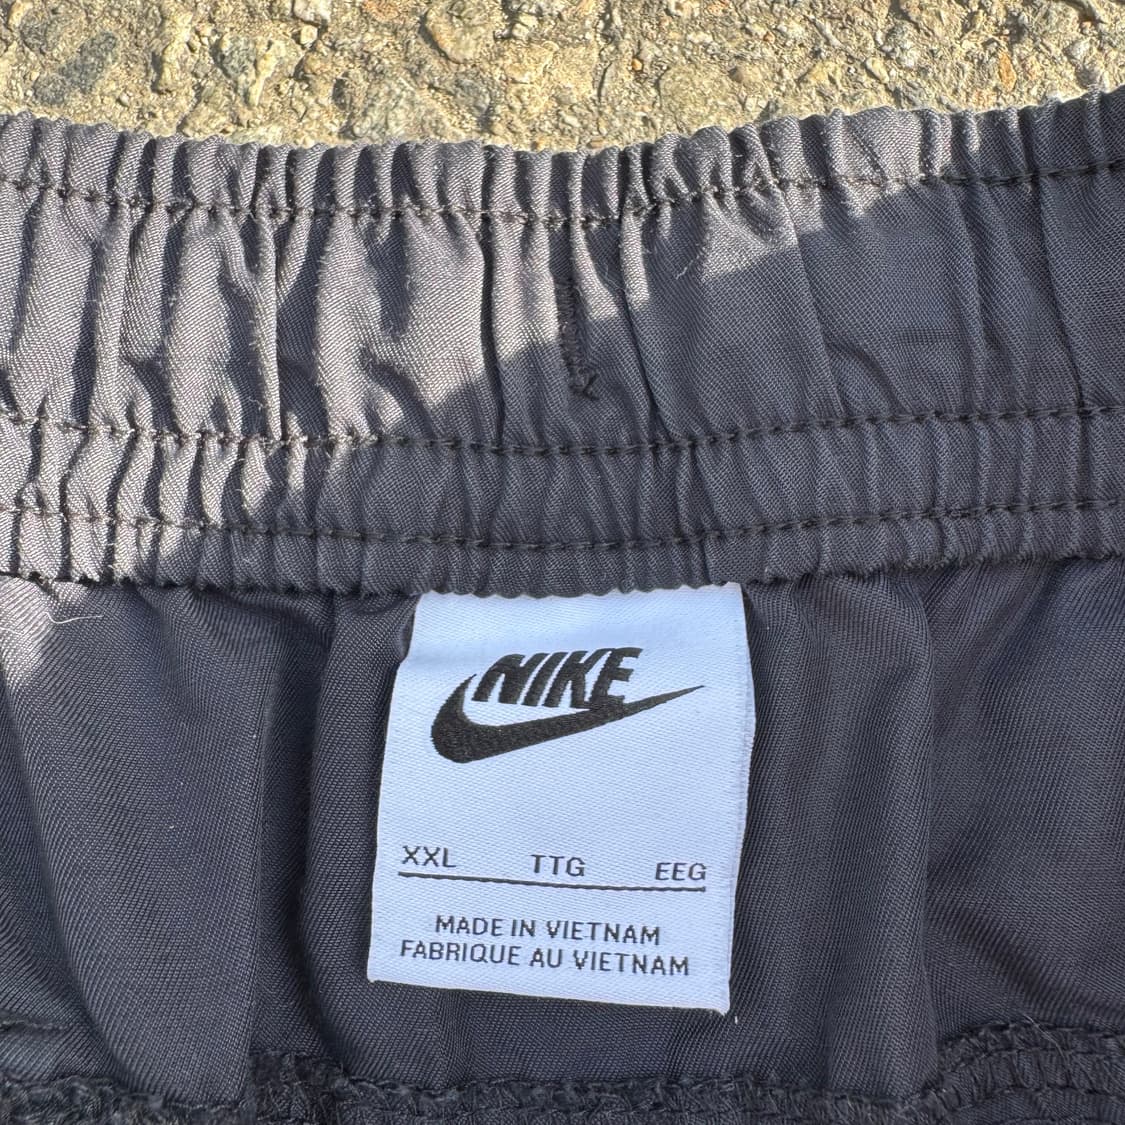 NIKE
XXL TTG EEG
MADE IN VIETNAM
FABRIQUE AU VIETNAM